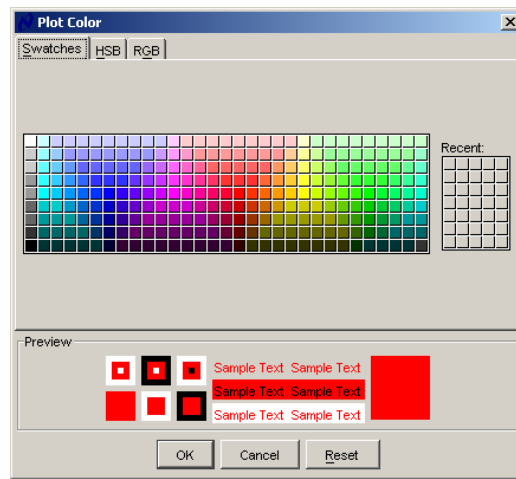 Plot Color
Swatches HSB RGB
Recent:
Preview
Sample Text Sample Text
Sample Text Sample Text
Sample Text Sample Text
OK Cancel Reset